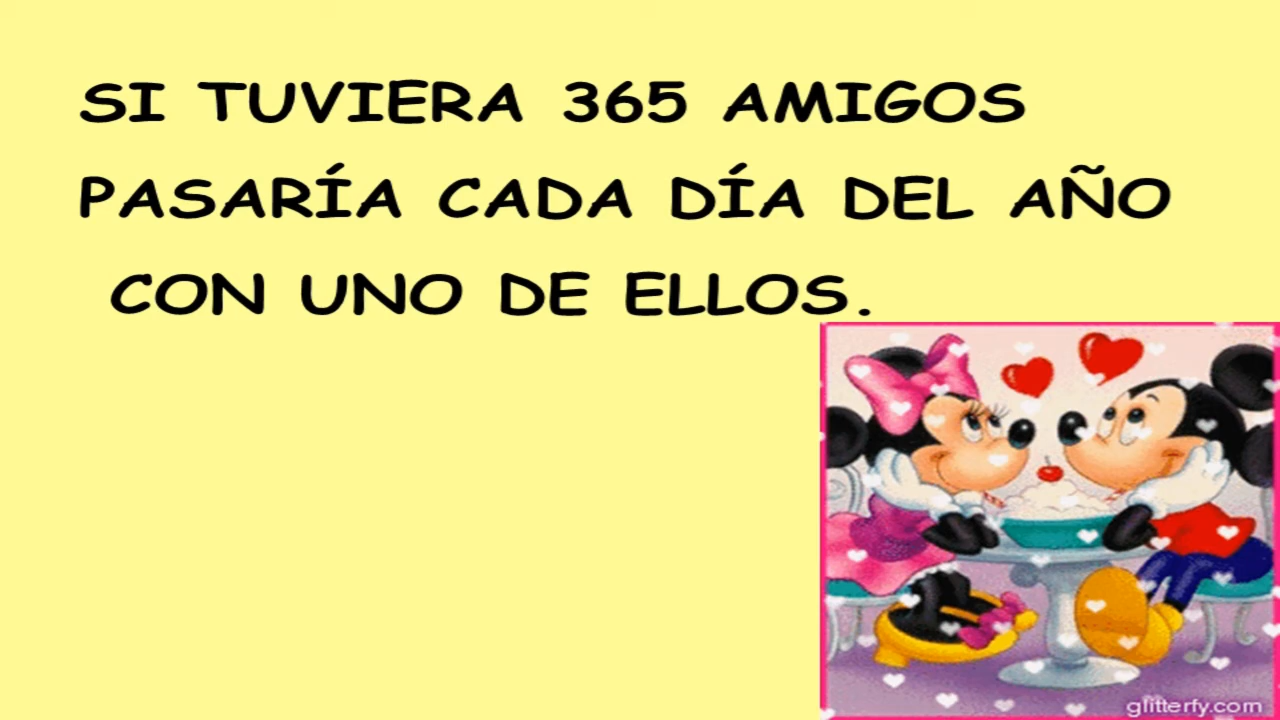 SI TUVIERA 365 AMIGOS
PASARÍA CADA DÍA DEL AÑO
CON UNO DE ELLOS.
glitterfy.com